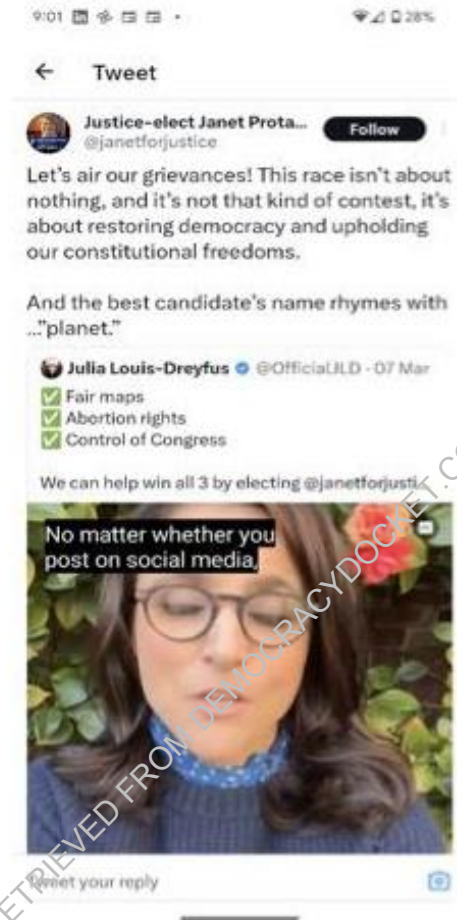 9:01
28%
Tweet
Justice-elect Janet Prota...
@janetforjustice
Follow
Let's air our grievances! This race isn't about
nothing, and it's not that kind of contest, it's
about restoring democracy and upholding
our constitutional freedoms.
And the best candidate's name rhymes with
..."planet."
Julia Louis-Dreyfus @OfficialJLD · 07 Mar
✅ Fair maps
✅ Abortion rights
✅ Control of Congress
We can help win all 3 by electing @janetforjusti...
No matter whether you
post on social media,
Tweet your reply
RETRIEVED FROM DEMOCRACYDOCKET.CO